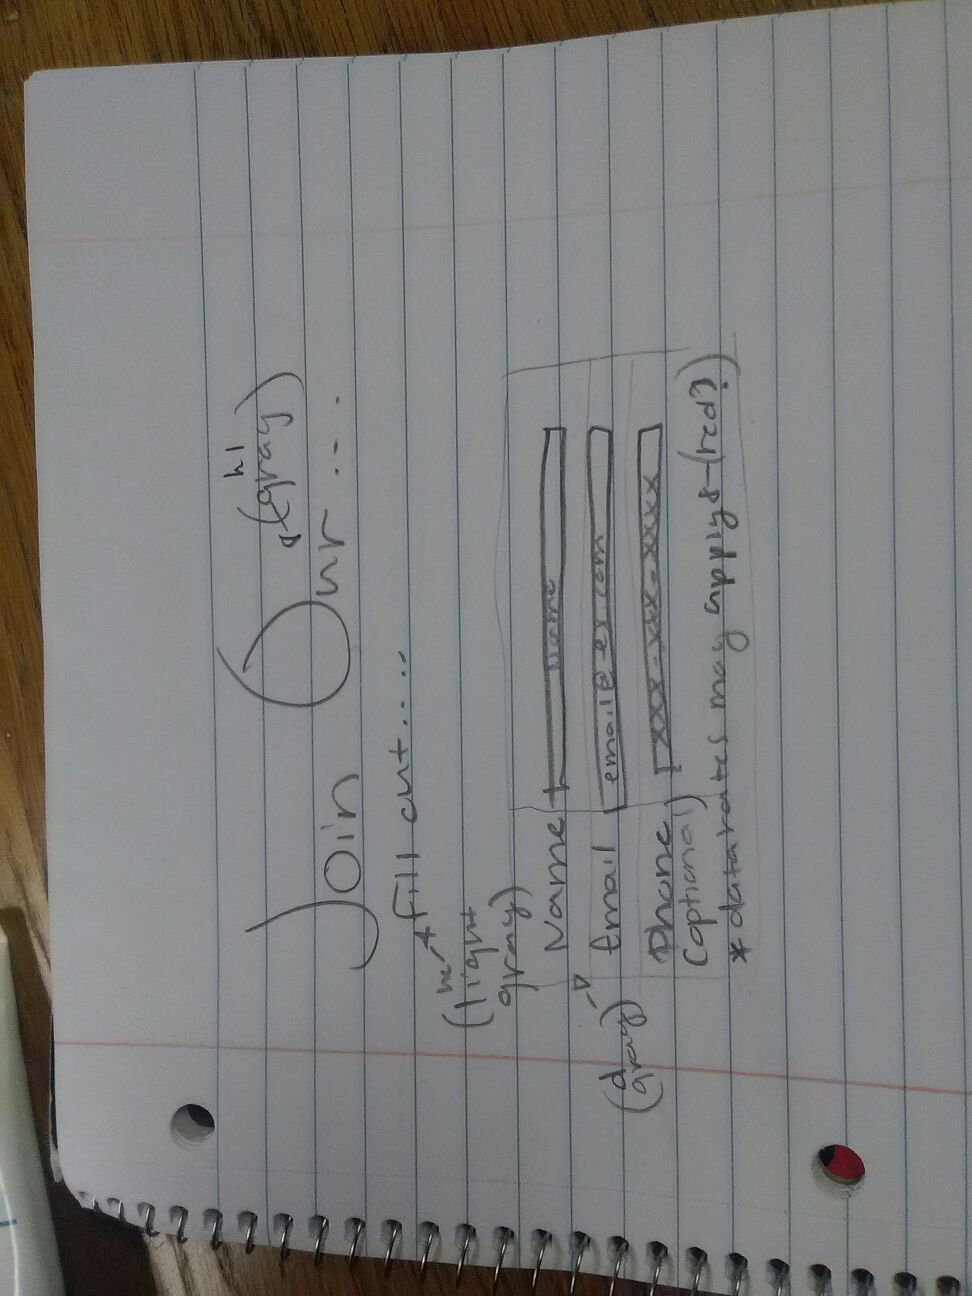 h1
(gray)
Join Our ....
fill out....
(light
gray)
Name name
(d
gray)
Email email@ex.com
Phone xxx-xxx-xxxx
(optional)
* data rates may apply (red?)